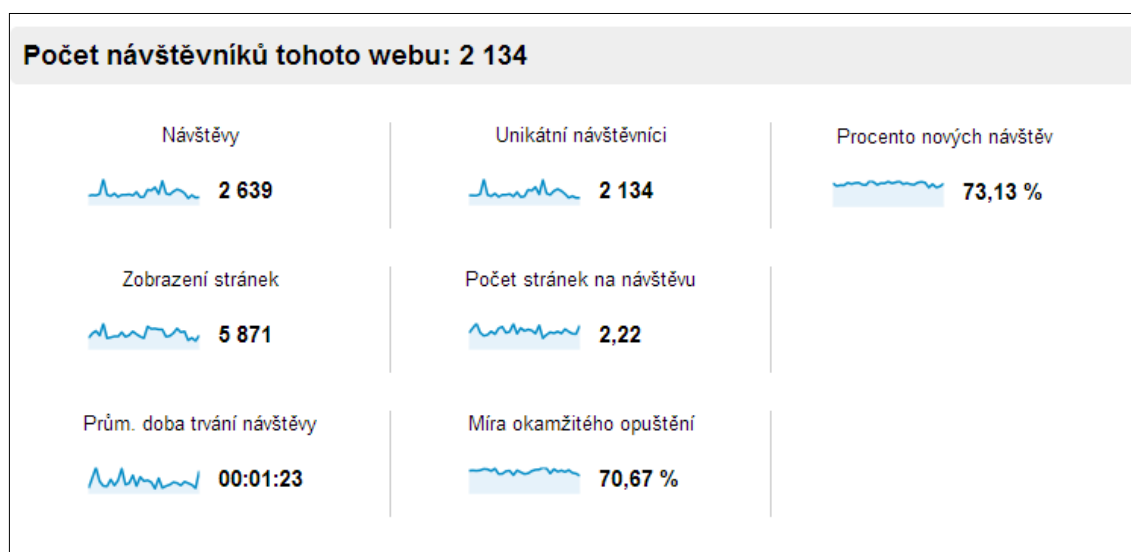 Počet návštěvníků tohoto webu: 2 134
Návštěvy
2 639
Unikátní návštěvníci
2 134
Procento nových návštěv
73,13 %
Zobrazení stránek
5 871
Počet stránek na návštěvu
2,22
Prům. doba trvání návštěvy
00:01:23
Míra okamžitého opuštění
70,67 %